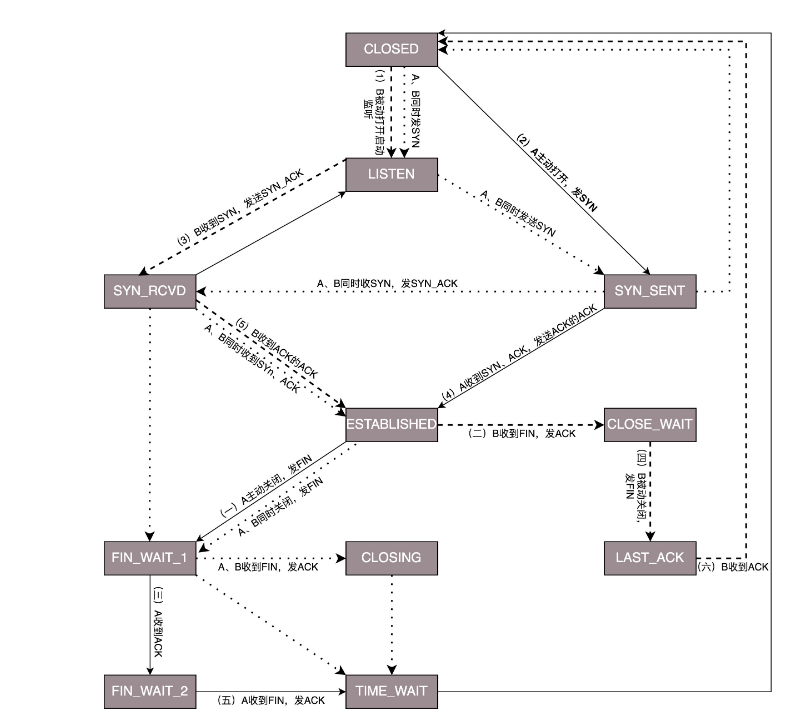 CLOSED
(1) B被动打开启动
监听
A、B同时发SYN
(2) A主动打开，发SYN
LISTEN
(3) B收到SYN，发送SYN_ACK
A、B同时发送SYN
SYN_RCVD
A、B同时收SYN，发SYN_ACK
SYN_SENT
(5) B收到ACK的ACK
A、B同时收到SYn、ACK
(4) A收到SYN、ACK，发送ACK的ACK
ESTABLISHED
(二) B收到FIN，发ACK
CLOSE_WAIT
(一) A主动关闭，发FIN
A、B同时关闭，发FIN
(四) B被动关闭，
发FIN
FIN_WAIT_1
A、B收到FIN，发ACK
CLOSING
LAST_ACK
(六) B收到ACK
(三) A收到ACK
FIN_WAIT_2
(五) A收到FIN，发ACK
TIME_WAIT